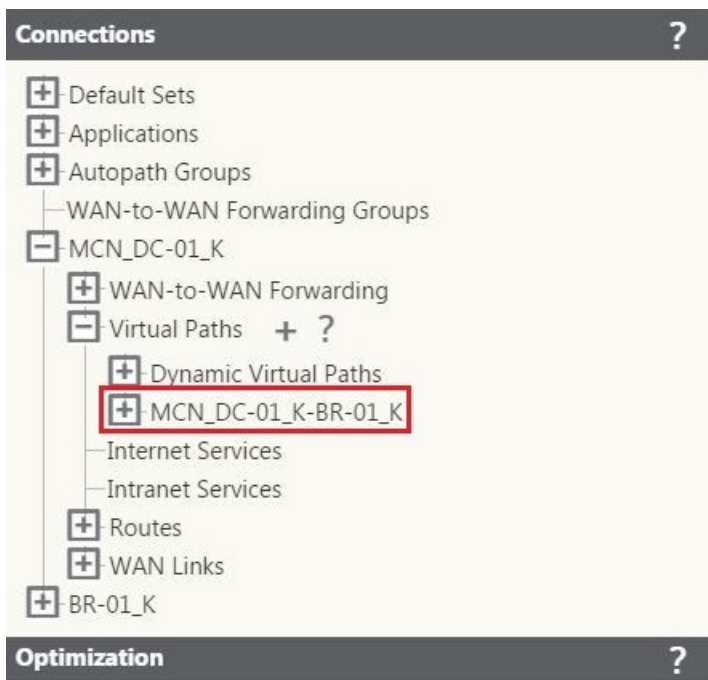 Connections ?
Default Sets
Applications
Autopath Groups
WAN-to-WAN Forwarding Groups
MCN_DC-01_K
WAN-to-WAN Forwarding
Virtual Paths + ?
Dynamic Virtual Paths
MCN_DC-01_K-BR-01_K
Internet Services
Intranet Services
Routes
WAN Links
BR-01_K
Optimization ?